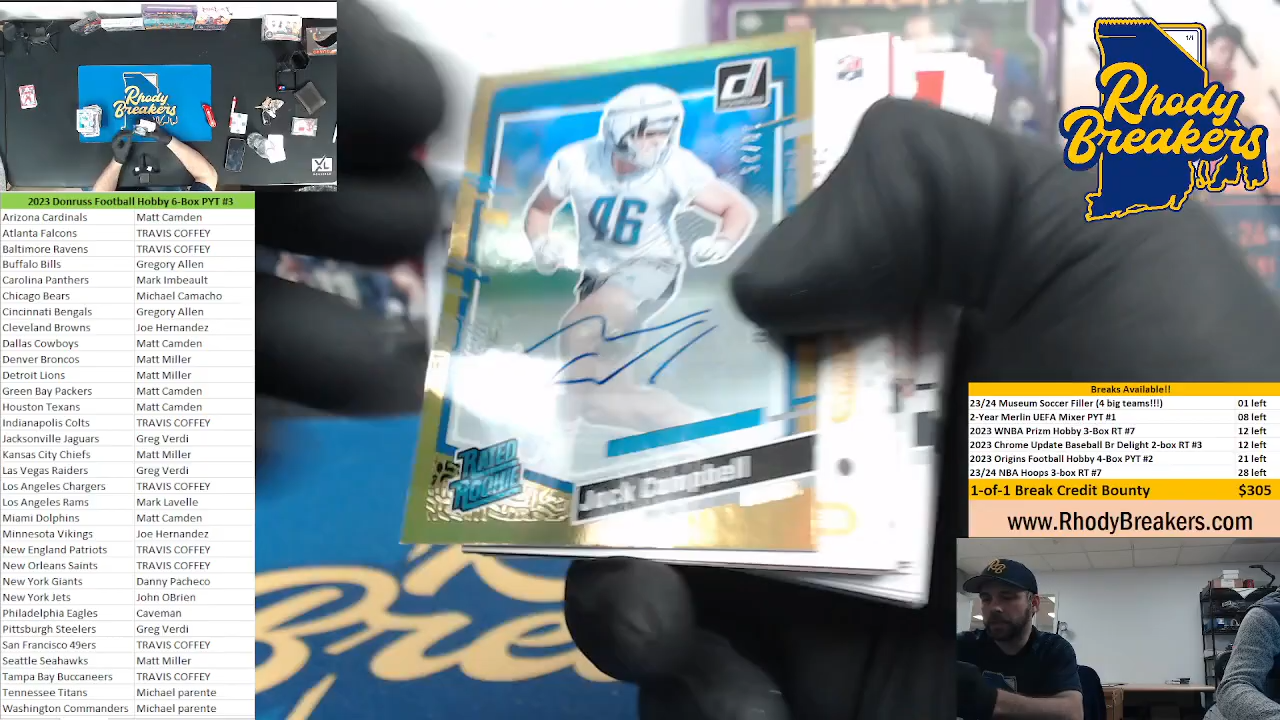 2023 Donruss Football Hobby 6-Box PYT #3
Arizona Cardinals Matt Camden
Atlanta Falcons TRAVIS COFFEY
Baltimore Ravens TRAVIS COFFEY
Buffalo Bills Gregory Allen
Carolina Panthers Mark Imbeault
Chicago Bears Michael Camacho
Cincinnati Bengals Gregory Allen
Cleveland Browns Joe Hernandez
Dallas Cowboys Matt Camden
Denver Broncos Matt Miller
Detroit Lions Matt Miller
Green Bay Packers Matt Camden
Houston Texans Matt Camden
Indianapolis Colts TRAVIS COFFEY
Jacksonville Jaguars Greg Verdi
Kansas City Chiefs Matt Miller
Las Vegas Raiders Greg Verdi
Los Angeles Chargers TRAVIS COFFEY
Los Angeles Rams Mark Lavelle
Miami Dolphins Matt Camden
Minnesota Vikings Joe Hernandez
New England Patriots TRAVIS COFFEY
New Orleans Saints TRAVIS COFFEY
New York Giants Danny Pacheco
New York Jets John OBrien
Philadelphia Eagles Caveman
Pittsburgh Steelers Greg Verdi
San Francisco 49ers TRAVIS COFFEY
Seattle Seahawks Matt Miller
Tampa Bay Buccaneers TRAVIS COFFEY
Tennessee Titans Michael parente
Washington Commanders Michael parente
Rhody
Breakers
XL
d
46
RATED
ROOKIE
Jack Campbell
1/1
Rhody
Breakers
Breaks Available!!
23/24 Museum Soccer Filler (4 big teams!!!) 01 left
2-Year Merlin UEFA Mixer PYT #1 08 left
2023 WNBA Prizm Hobby 3-Box RT #7 12 left
2023 Chrome Update Baseball Br Delight 2-box RT #3 12 left
2023 Origins Football Hobby 4-Box PYT #2 21 left
23/24 NBA Hoops 3-box RT #7 28 left
1-of-1 Break Credit Bounty $305
www.RhodyBreakers.com